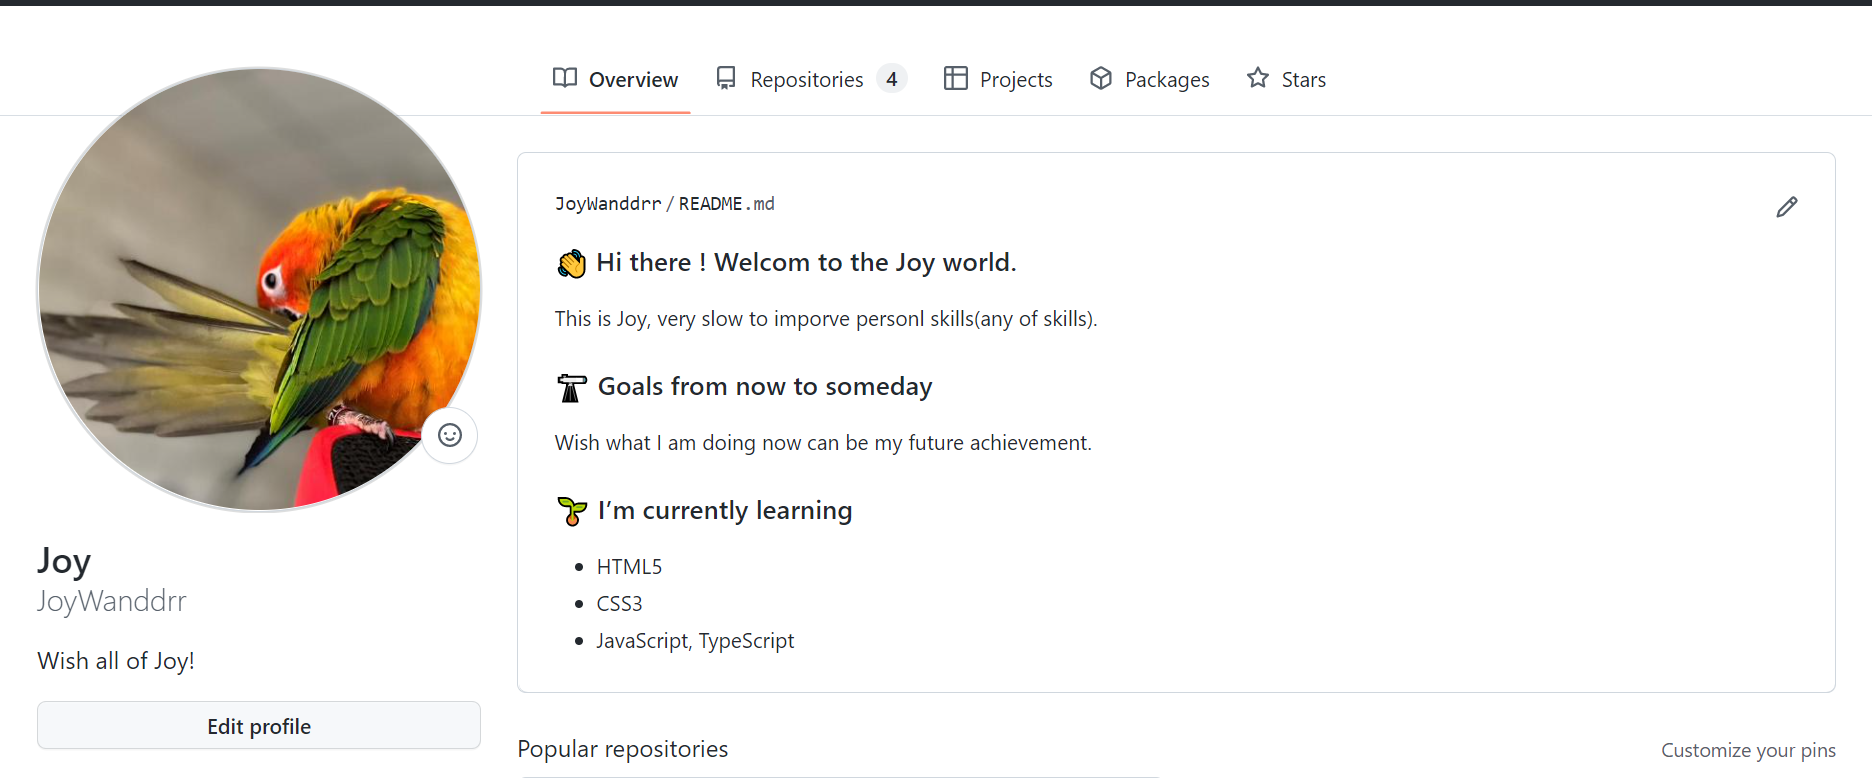 Overview Repositories 4 Projects Packages Stars
JoyWanddrr / README.md
👋 Hi there ! Welcom to the Joy world.
This is Joy, very slow to imporve personl skills(any of skills).
Goals from now to someday
Wish what I am doing now can be my future achievement.
🌱 I’m currently learning
• HTML5
• CSS3
• JavaScript, TypeScript
Joy
JoyWanddrr
Wish all of Joy!
Edit profile
Popular repositories
Customize your pins